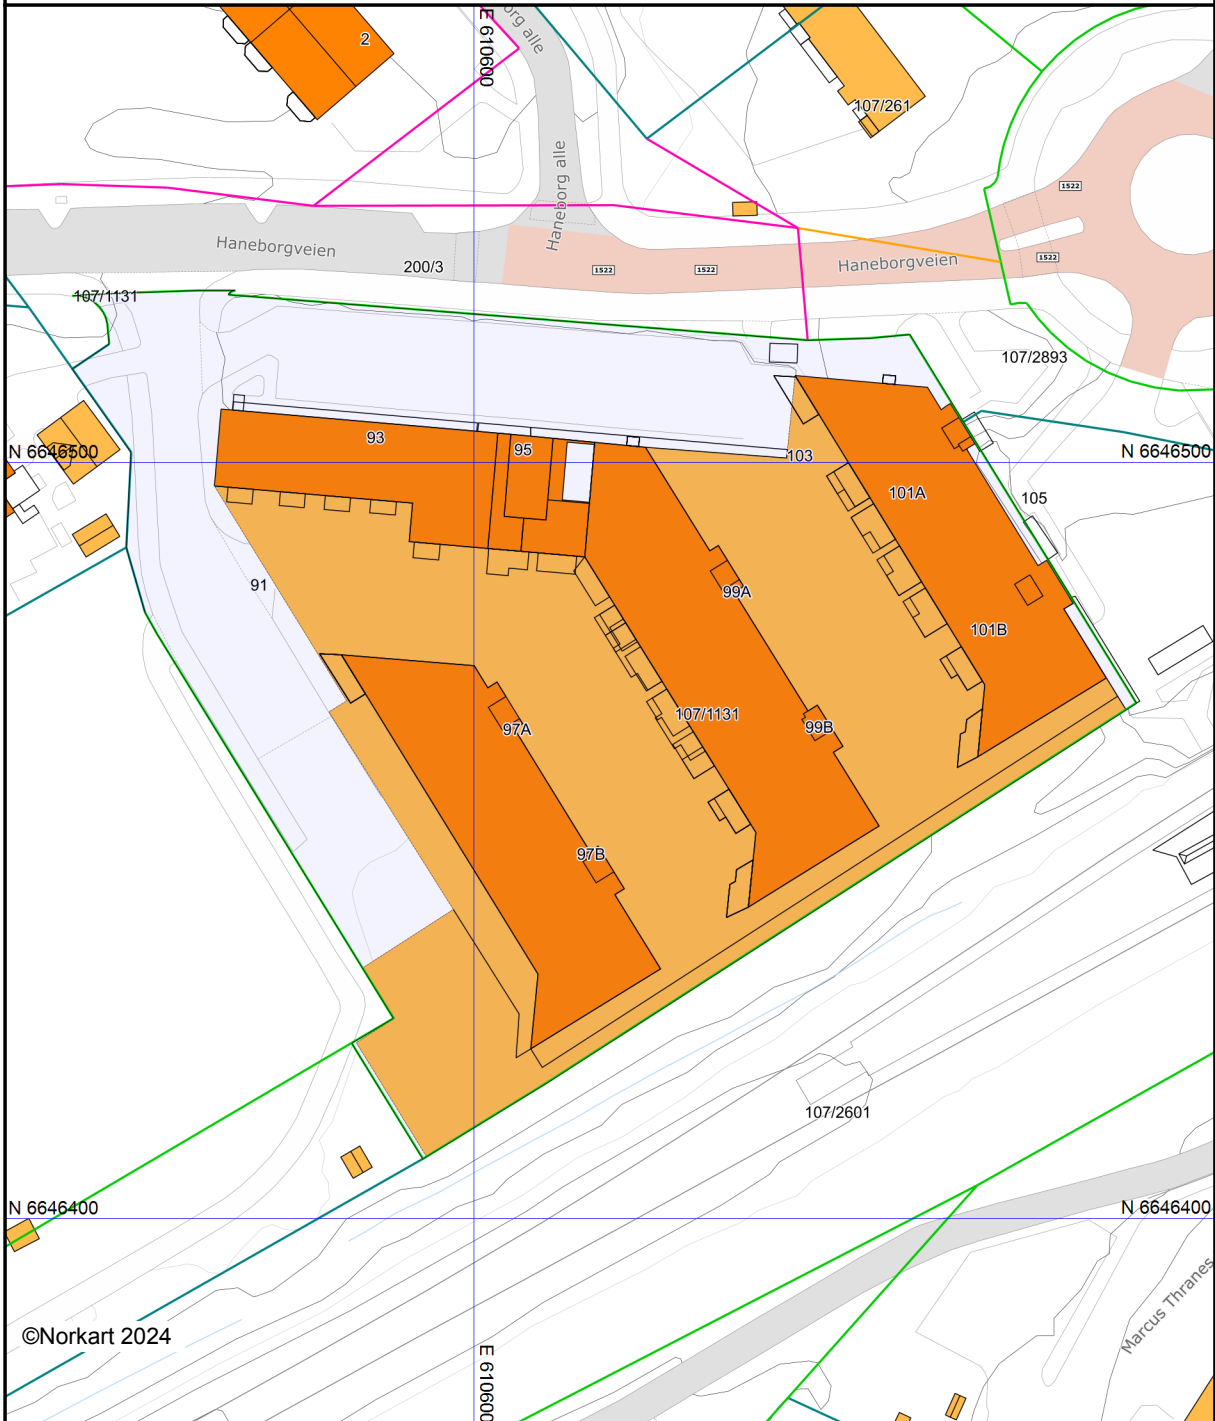 E 610600
Haneborg alle
2
107/261
1522
Haneborg alle
Haneborgveien
200/3
1522
1522
Haneborgveien
1522
107/1131
107/2893
93
95
103
N 6646500
N 6646500
101A
105
91
99A
101B
107/1131
97A
99B
97B
107/2601
N 6646400
N 6646400
Marcus Thranes
©Norkart 2024
E 610600